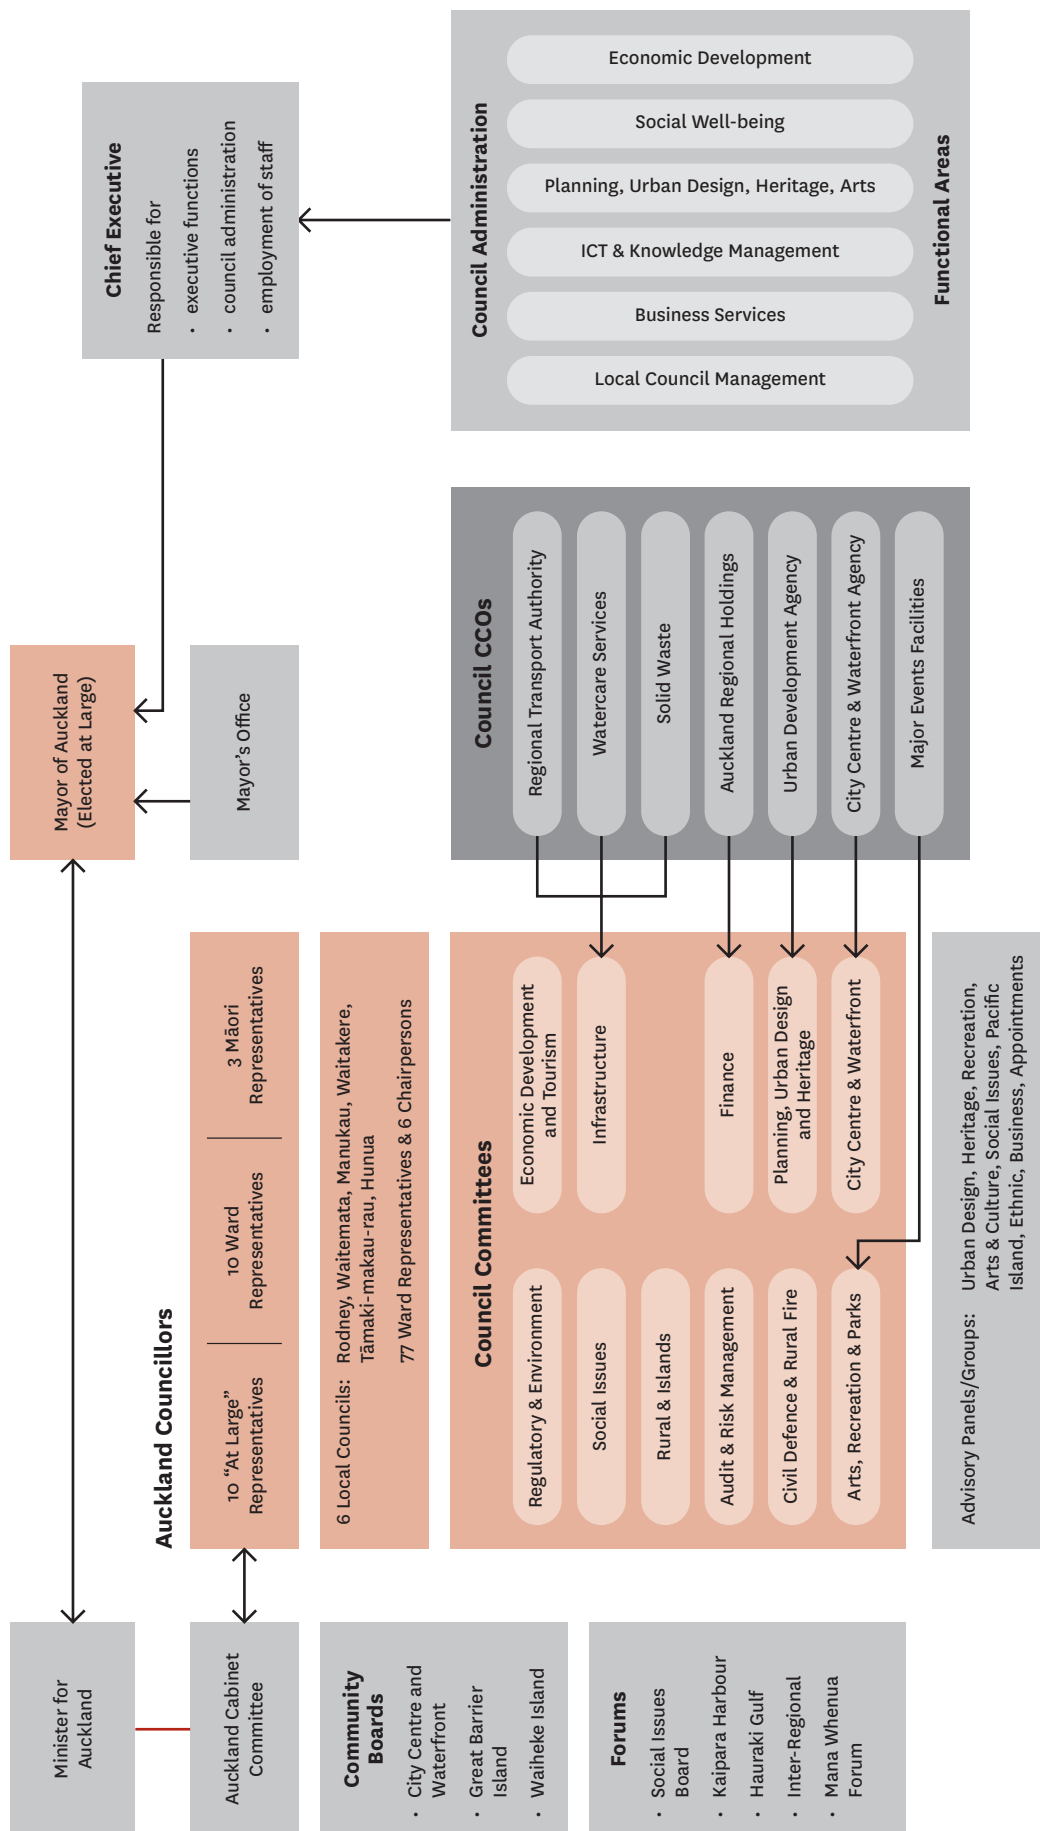 Minister for
Auckland
Mayor of Auckland
(Elected at Large)
Chief Executive
Responsible for
· executive functions
· council administration
· employment of staff
Auckland Cabinet
Committee
Auckland Councillors
10 “At Large”
Representatives
10 Ward
Representatives
3 Māori
Representatives
Mayor’s Office
6 Local Councils: Rodney, Waitemata, Manukau, Waitakere,
Tāmaki-makau-rau, Hunua
77 Ward Representatives & 6 Chairpersons
Community
Boards
· City Centre and
Waterfront
· Great Barrier
Island
· Waiheke Island
Forums
· Social Issues
Board
· Kaipara Harbour
· Hauraki Gulf
· Inter-Regional
· Mana Whenua
Forum
Council Committees
Regulatory & Environment
Social Issues
Rural & Islands
Audit & Risk Management
Civil Defence & Rural Fire
Arts, Recreation & Parks
Economic Development
and Tourism
Infrastructure
Finance
Planning, Urban Design
and Heritage
City Centre & Waterfront
Advisory Panels/Groups: Urban Design, Heritage, Recreation,
Arts & Culture, Social Issues, Pacific
Island, Ethnic, Business, Appointments
Council CCOs
Regional Transport Authority
Watercare Services
Solid Waste
Auckland Regional Holdings
Urban Development Agency
City Centre & Waterfront Agency
Major Events Facilities
Council Administration
Local Council Management
Business Services
ICT & Knowledge Management
Planning, Urban Design, Heritage, Arts
Social Well-being
Economic Development
Functional Areas